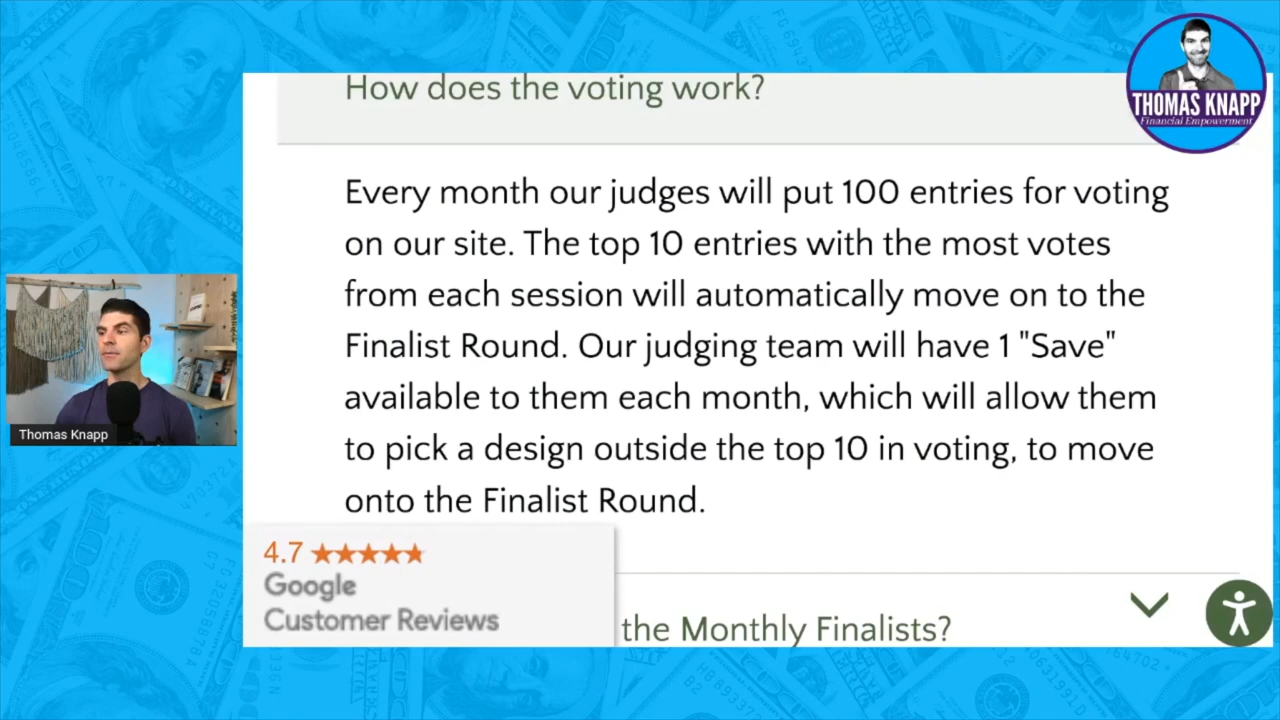 How does the voting work?
THOMAS KNAPP
Financial Empowerment
Every month our judges will put 100 entries for voting
on our site. The top 10 entries with the most votes
from each session will automatically move on to the
Finalist Round. Our judging team will have 1 "Save"
available to them each month, which will allow them
to pick a design outside the top 10 in voting, to move
onto the Finalist Round.
Thomas Knapp
4.7
Google
Customer Reviews
the Monthly Finalists?